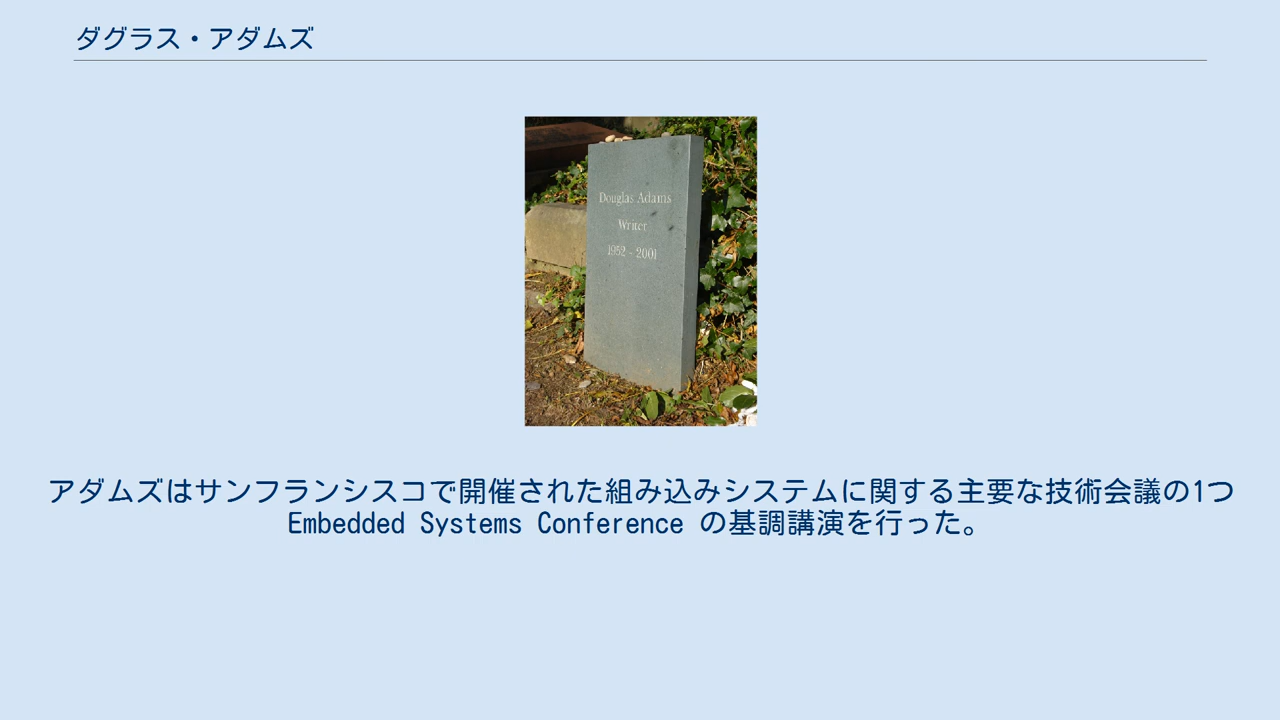 ダグラス・アダムズ
Douglas Adams
Writer
1952 - 2001
アダムズはサンフランシスコで開催された組み込みシステムに関する主要な技術会議の1つ
Embedded Systems Conference の基調講演を行った。